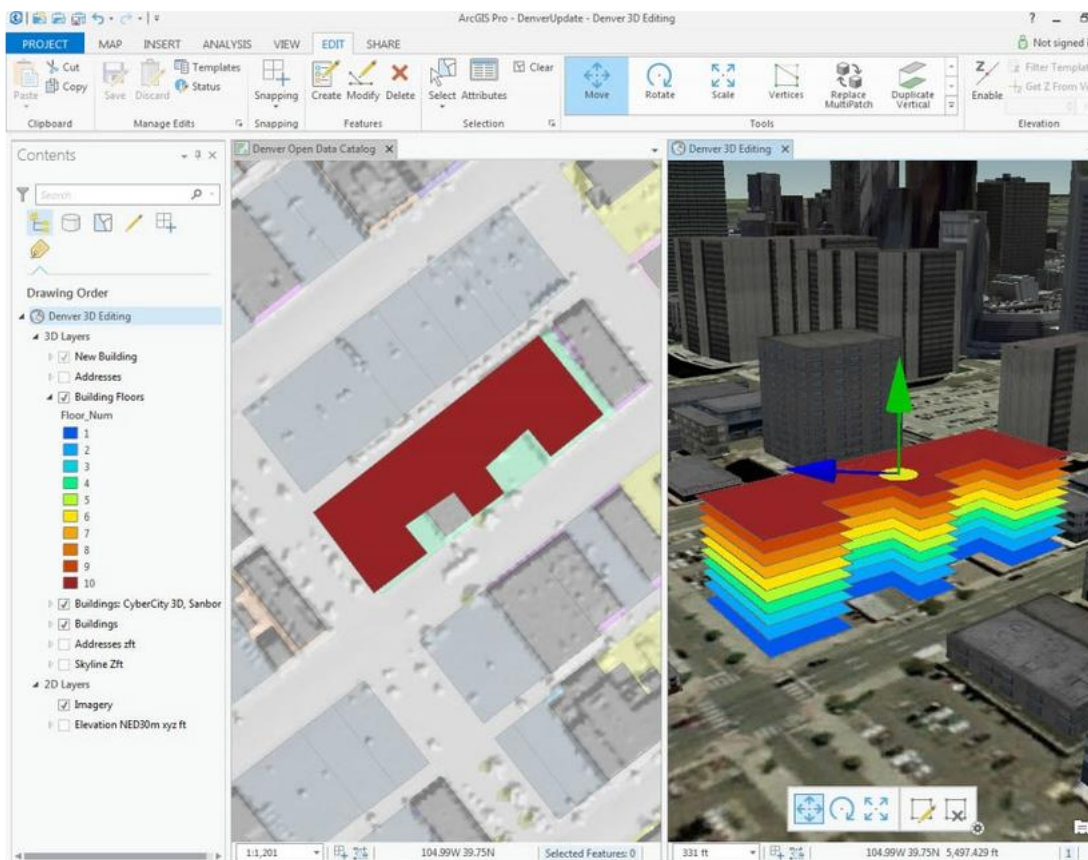 ArcGIS Pro - DenverUpdate - Denver 3D Editing
?
PROJECT MAP INSERT ANALYSIS VIEW EDIT SHARE
Not signed i
Paste
Cut
Copy
Clipboard
Save
Discard
Templates
Status
Manage Edits
Snapping
Snapping
Create
Modify
Delete
Features
Select
Attributes
Clear
Selection
Move
Rotate
Scale
Vertices
Replace
MultiPatch
Duplicate
Vertical
Tools
Z
Enable
Filter Templat
Get Z From V
Elevation
Contents
Search
Drawing Order
Denver 3D Editing
3D Layers
New Building
Addresses
Building Floors
Floor_Num
1
2
3
4
5
6
7
8
9
10
Buildings: CyberCity 3D, Sanbor
Buildings
Addresses zft
Skyline Zft
2D Layers
Imagery
Elevation NED30m xyz ft
Denver Open Data Catalog
1:1,201
104.99W 39.75N
Selected Features: 0
Denver 3D Editing
331 ft
104.99W 39.75N 5,497.429 ft
1